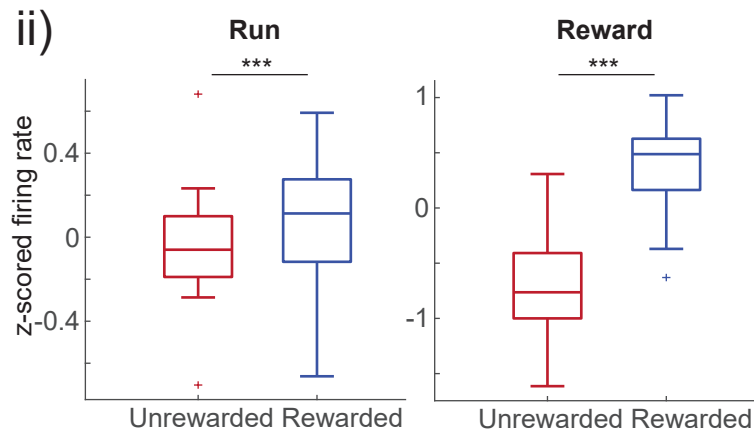 ii)
Run
Reward
***
***
z-scored firing rate
0.4
0
-0.4
1
0
-1
Unrewarded Rewarded
Unrewarded Rewarded